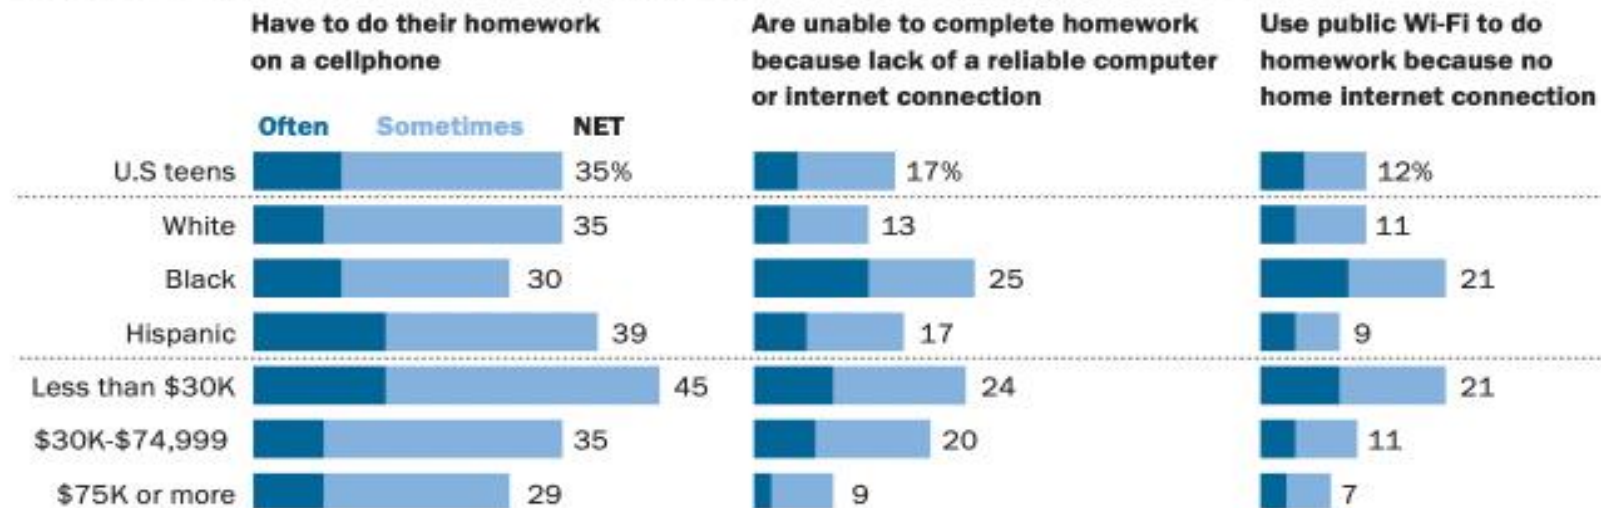 Have to do their homework
on a cellphone
Are unable to complete homework
because lack of a reliable computer
or internet connection
Use public Wi-Fi to do
homework because no
home internet connection
Often Sometimes NET
U.S teens 35% 17% 12%
White 35 13 11
Black 30 25 21
Hispanic 39 17 9
Less than $30K 45 24 21
$30K-$74,999 35 20 11
$75K or more 29 9 7